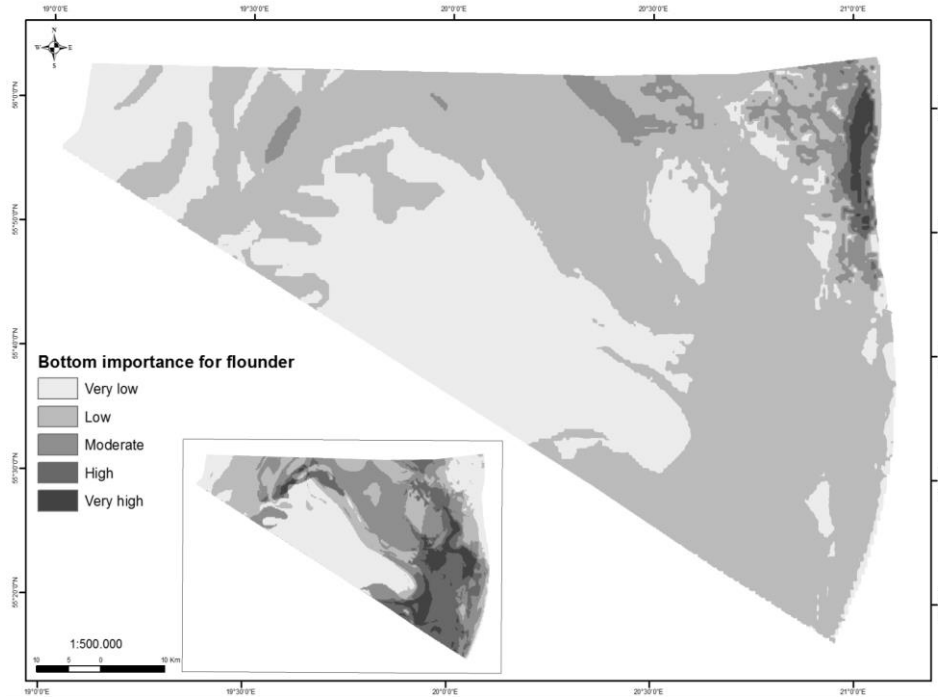 19°0'0"E 19°30'0"E 20°0'0"E 20°30'0"E 21°0'0"E
N
W E
S
56°0'0"N
55°50'0"N
55°40'0"N
Bottom importance for flounder
Very low
Low
Moderate
High
Very high
55°30'0"N
55°20'0"N
1:500.000
10 5 0 10 Km
19°0'0"E 19°30'0"E 20°0'0"E 20°30'0"E 21°0'0"E